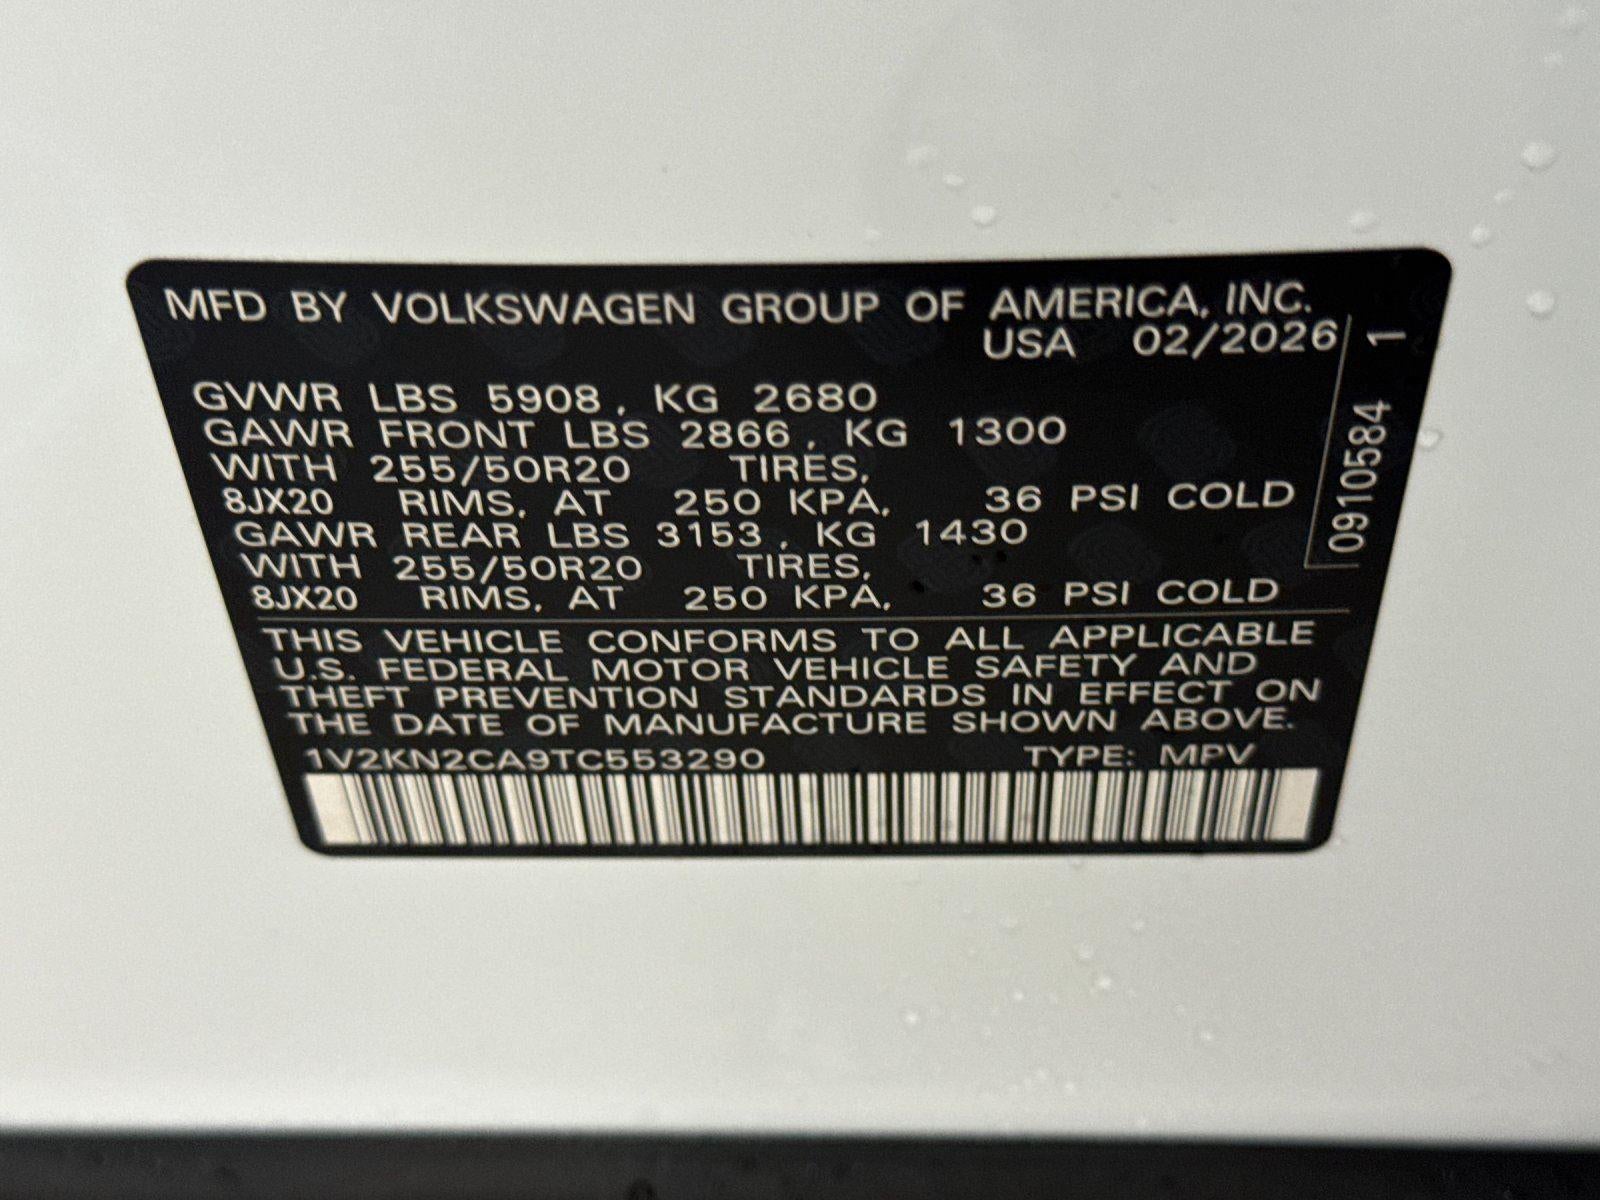 MFD BY VOLKSWAGEN GROUP OF AMERICA, INC.
USA 02/2026
GVWR LBS 5908, KG 2680
GAWR FRONT LBS 2866, KG 1300
WITH 255/50R20 TIRES,
8JX20 RIMS, AT 250 KPA, 36 PSI COLD
GAWR REAR LBS 3153, KG 1430
WITH 255/50R20 TIRES,
8JX20 RIMS, AT 250 KPA, 36 PSI COLD
THIS VEHICLE CONFORMS TO ALL APPLICABLE
U.S. FEDERAL MOTOR VEHICLE SAFETY AND
THEFT PREVENTION STANDARDS IN EFFECT ON
THE DATE OF MANUFACTURE SHOWN ABOVE.
1V2KN2CA9TC553290 TYPE: MPV
09105841 1